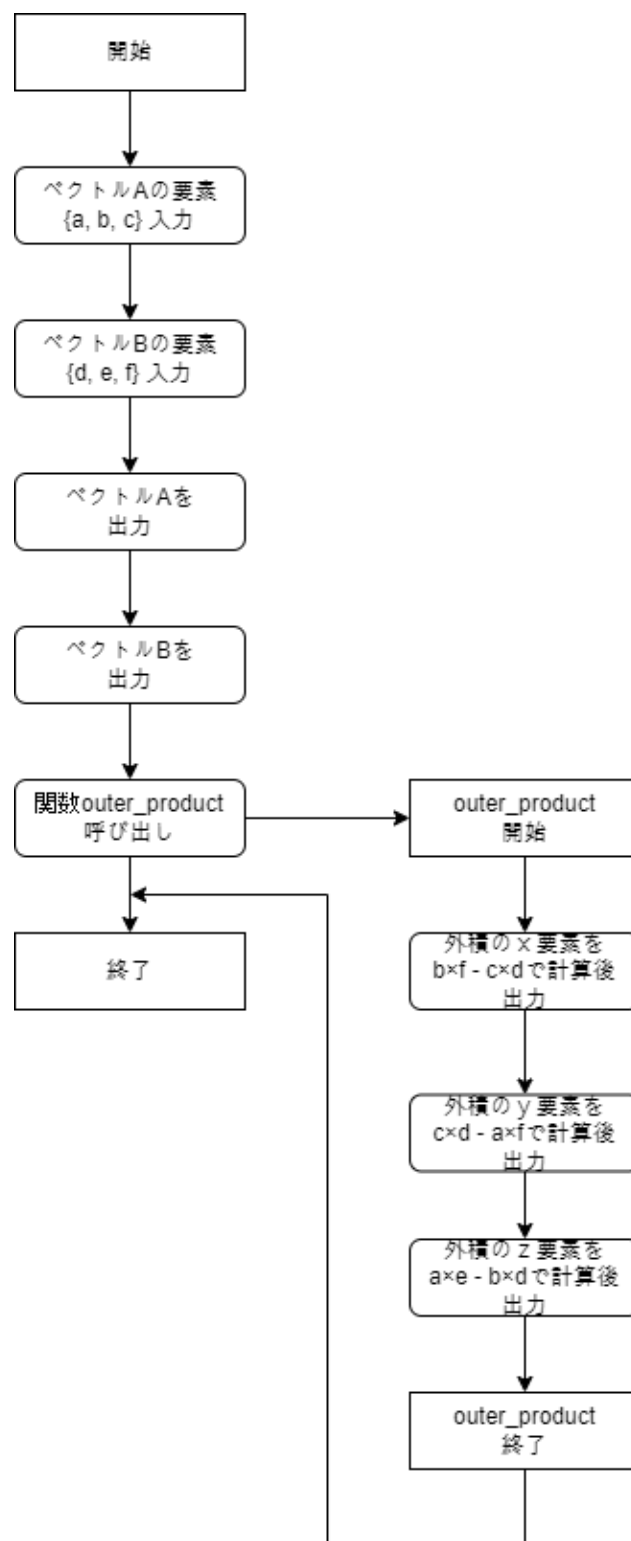 開始
ベクトルAの要素
{a, b, c} 入力
ベクトルBの要素
{d, e, f} 入力
ベクトルAを
出力
ベクトルBを
出力
関数outer_product
呼び出し
終了
outer_product
開始
外積のx要素を
b×f - c×dで計算後
出力
外積のy要素を
c×d - a×fで計算後
出力
外積のz要素を
a×e - b×dで計算後
出力
outer_product
終了